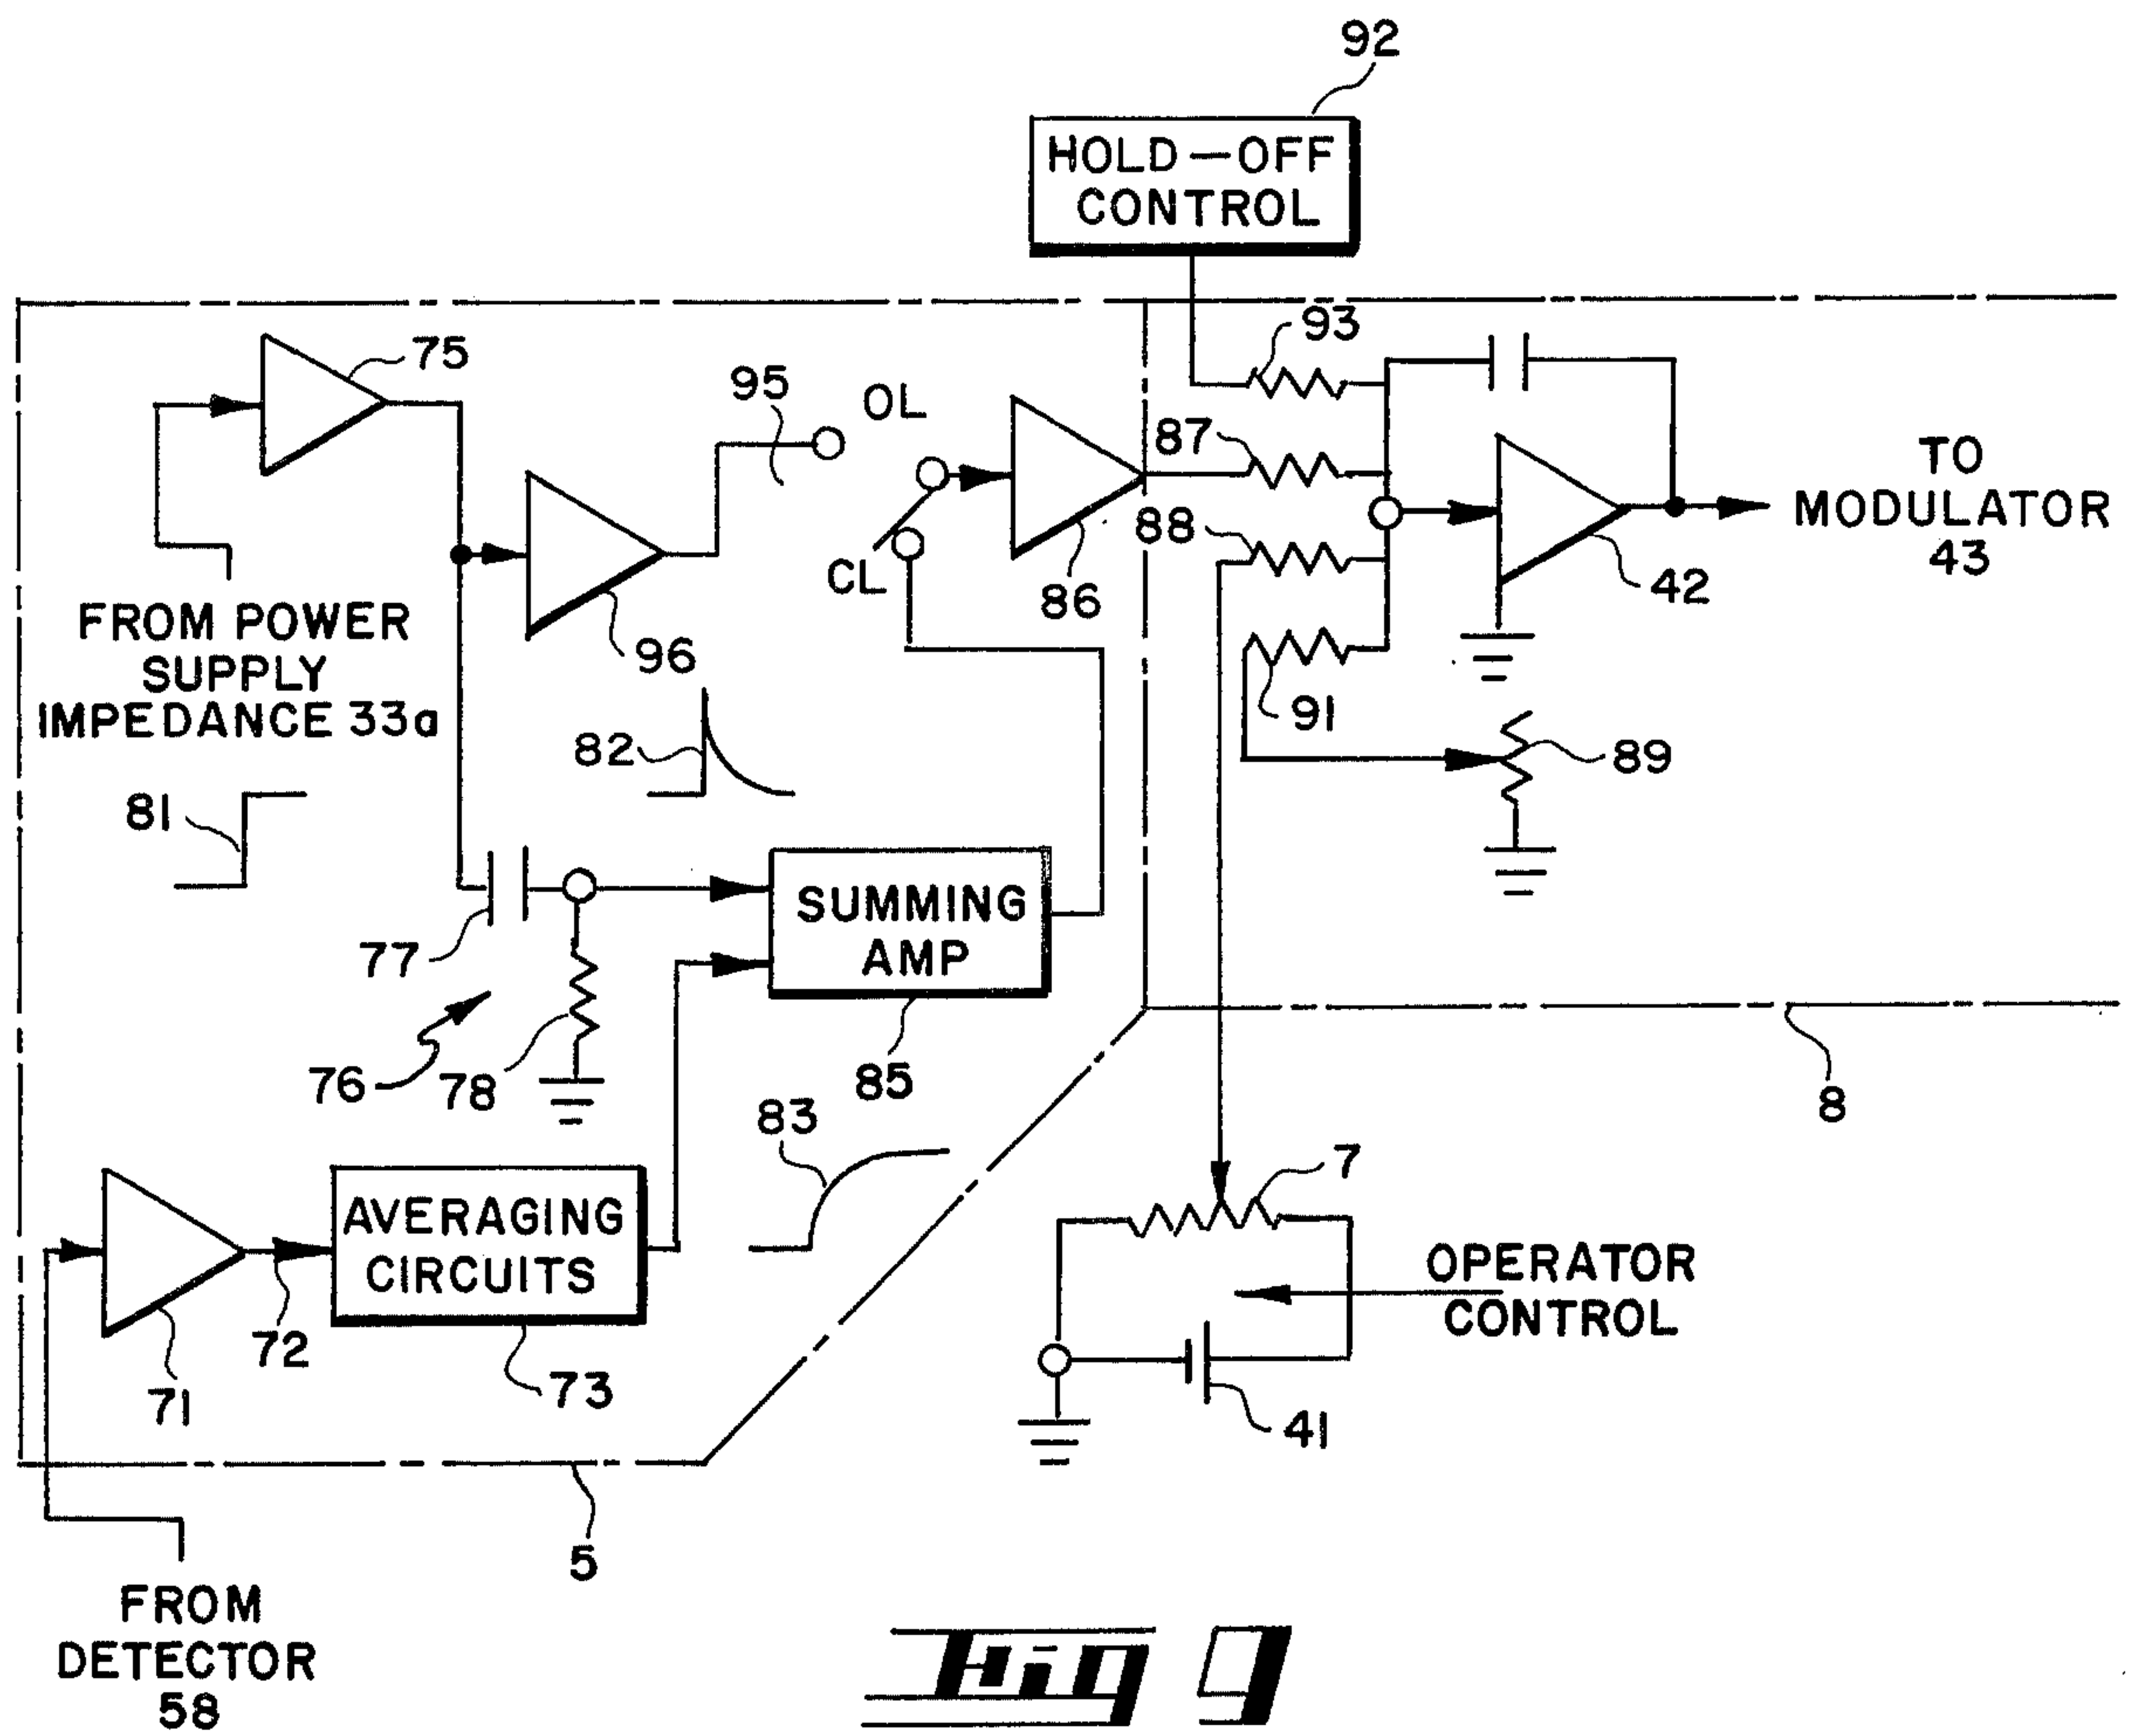 92
HOLD—OFF
CONTROL
75
93
95
OL
87
TO
MODULATOR
43
88
CL
86
42
FROM POWER
SUPPLY
IMPEDANCE 33a
96
91
82
89
81
SUMMING
AMP
77
76
78
85
83
8
7
AVERAGING
CIRCUITS
OPERATOR
CONTROL
72
71
73
41
5
FROM
DETECTOR
58
Fig 9